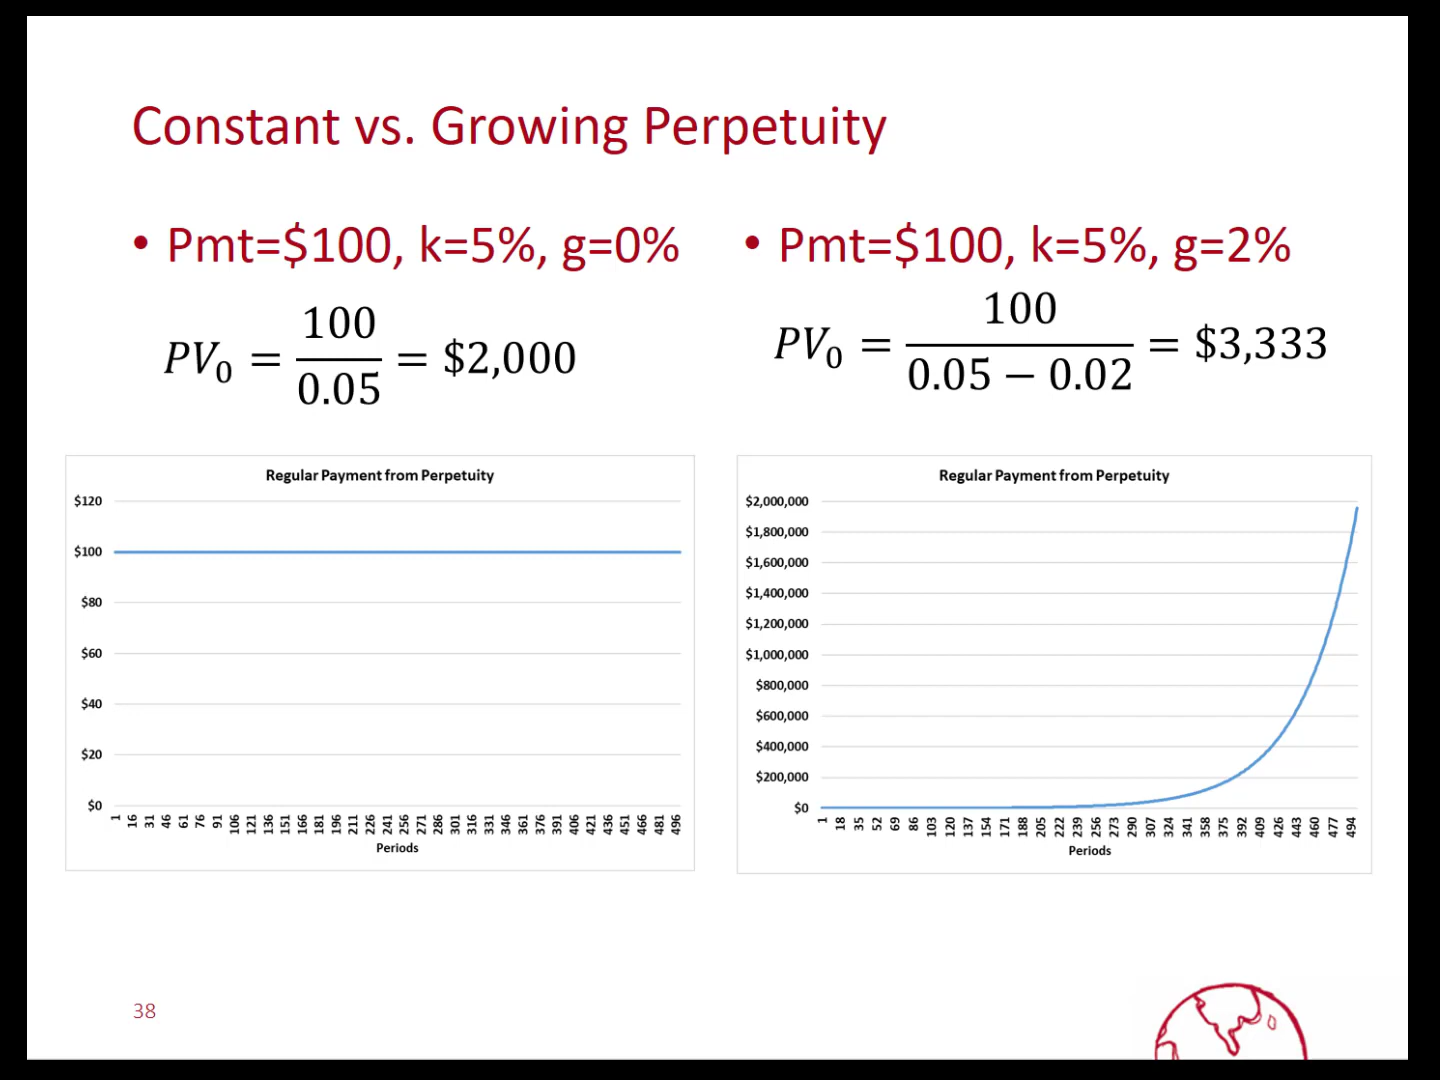 Constant vs. Growing Perpetuity
• Pmt=$100, k=5%, g=0%
PV₀ = 100 / 0.05 = $2,000
• Pmt=$100, k=5%, g=2%
PV₀ = 100 / 0.05 − 0.02 = $3,333
Regular Payment from Perpetuity
$120
$100
$80
$60
$40
$20
$0
1 16 31 46 61 76 91 106 121 136 151 166 181 196 211 226 241 256 271 286 301 316 331 346 361 376 391 406 421 436 451 466 481 496
Periods
Regular Payment from Perpetuity
$2,000,000
$1,800,000
$1,600,000
$1,400,000
$1,200,000
$1,000,000
$800,000
$600,000
$400,000
$200,000
$0
1 18 35 52 69 86 103 120 137 154 171 188 205 222 239 256 273 290 307 324 341 358 375 392 409 426 443 460 477 494
Periods
38